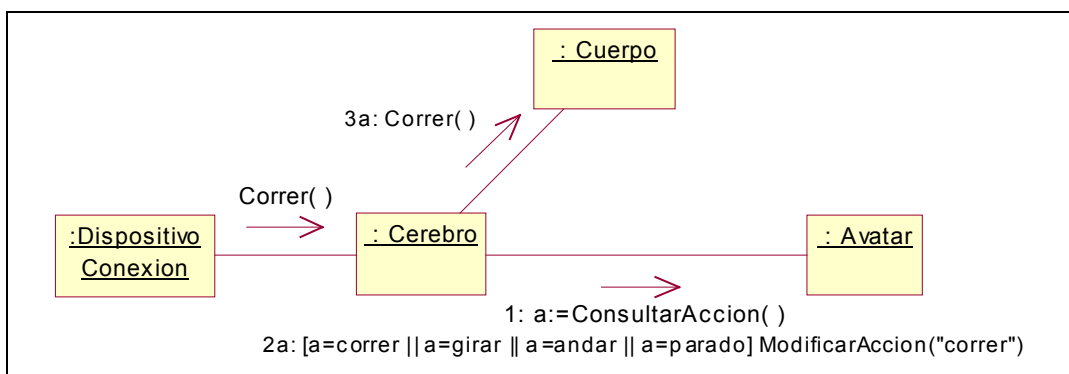 : Cuerpo
3a: Correr( )
Correr( )
:Dispositivo
Conexion
: Cerebro
: Avatar
1: a:=ConsultarAccion( )
2a: [a=correr || a=girar || a=andar || a=parado] ModificarAccion("correr")